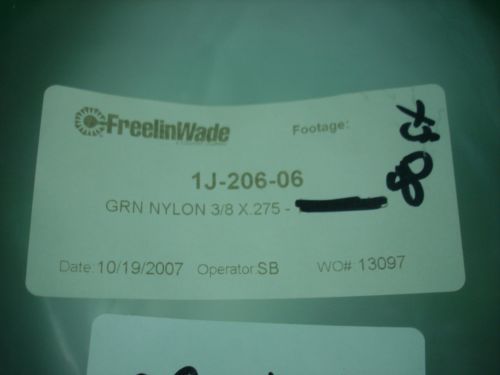 FreelinWade
Footage:
1J-206-06
GRN NYLON 3/8 X.275 -
Date:10/19/2007 Operator:SB WO#:13097